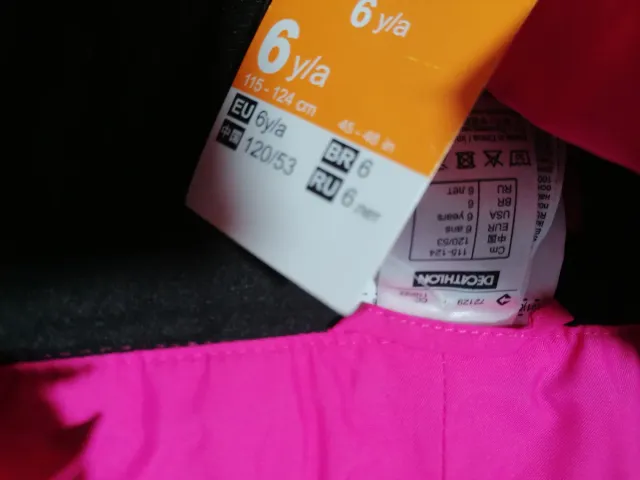 6 y/a
6 y/a
115 - 124 cm
45 - 48 in
EU 6y/a
中国 120/53
BR 6
RU 6 лет
RU 6 лет
BR 6
USA 6 years
EUR 6 ans
中国 120/53
Cm 115-124
DECATHLON
72129